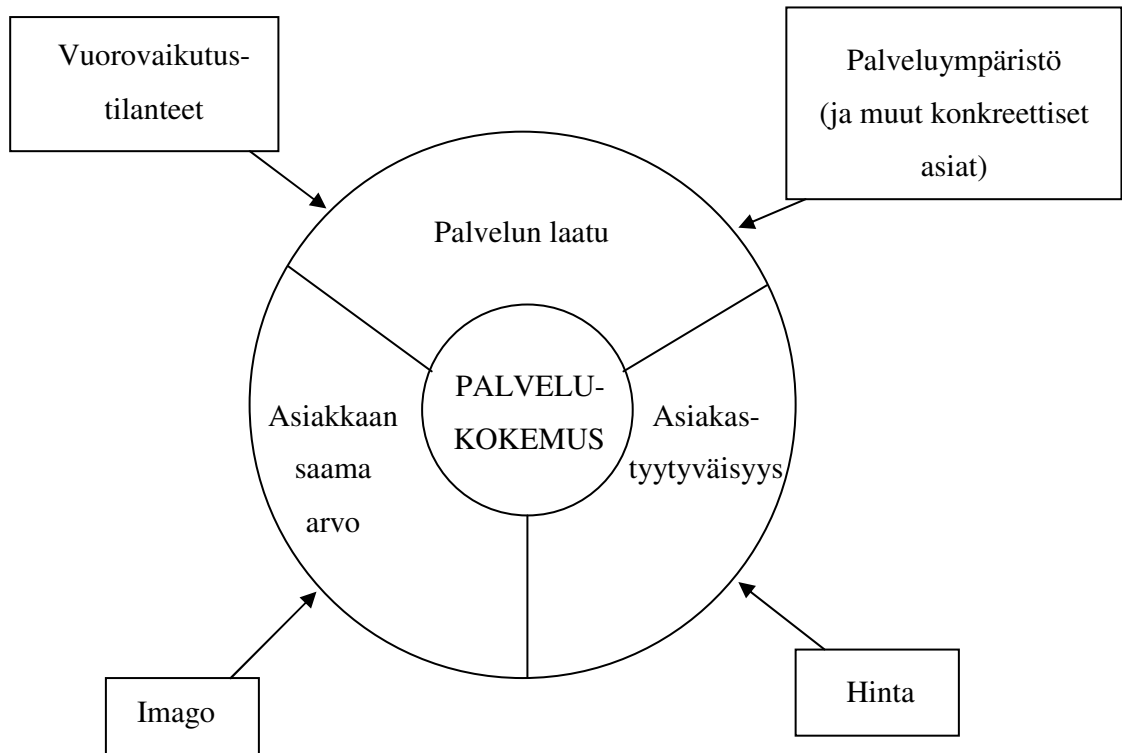 Vuorovaikutus-
tilanteet
Palveluympäristö
(ja muut konkreettiset
asiat)
Palvelun laatu
PALVELU-
KOKEMUS
Asiakkaan
saama
arvo
Asiakas-
tyytyväisyys
Imago
Hinta